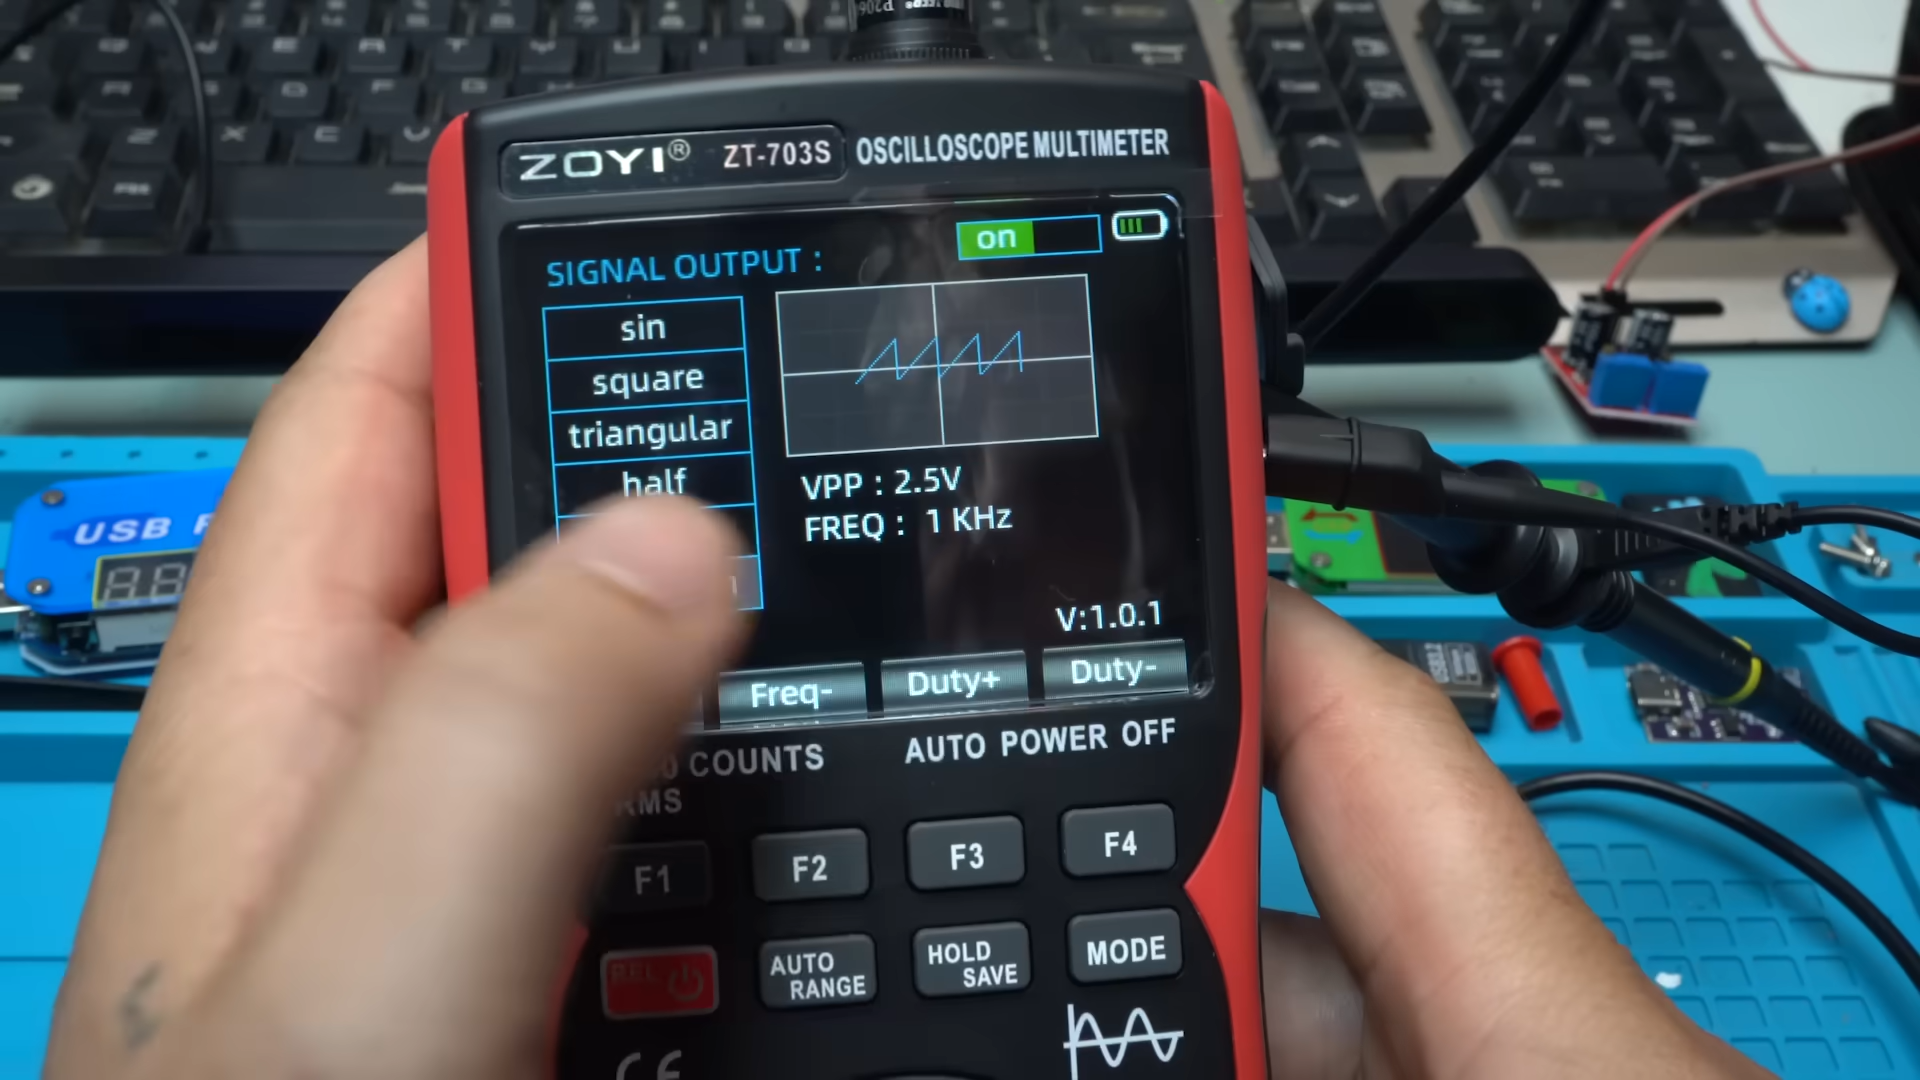 ZOYI® ZT-703S OSCILLOSCOPE MULTIMETER
on
SIGNAL OUTPUT :
sin
square
triangular
half
VPP : 2.5V
FREQ : 1 KHz
V:1.0.1
Freq-
Duty+
Duty-
COUNTS
AUTO POWER OFF
RMS
F1
F2
F3
F4
REL
AUTO RANGE
HOLD SAVE
MODE
CE
USB